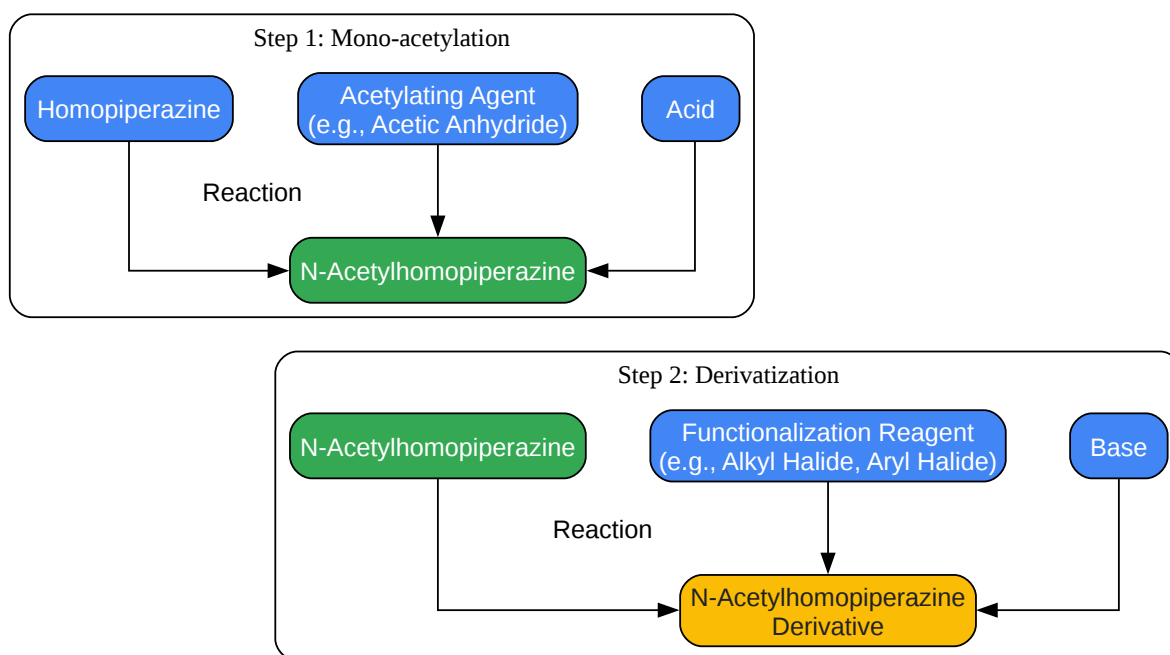 Step 1: Mono-acetylation
Homopiperazine
Acetylating Agent
(e.g., Acetic Anhydride)
Acid
Reaction
N-Acetylhomopiperazine
Step 2: Derivatization
N-Acetylhomopiperazine
Functionalization Reagent
(e.g., Alkyl Halide, Aryl Halide)
Base
Reaction
N-Acetylhomopiperazine
Derivative